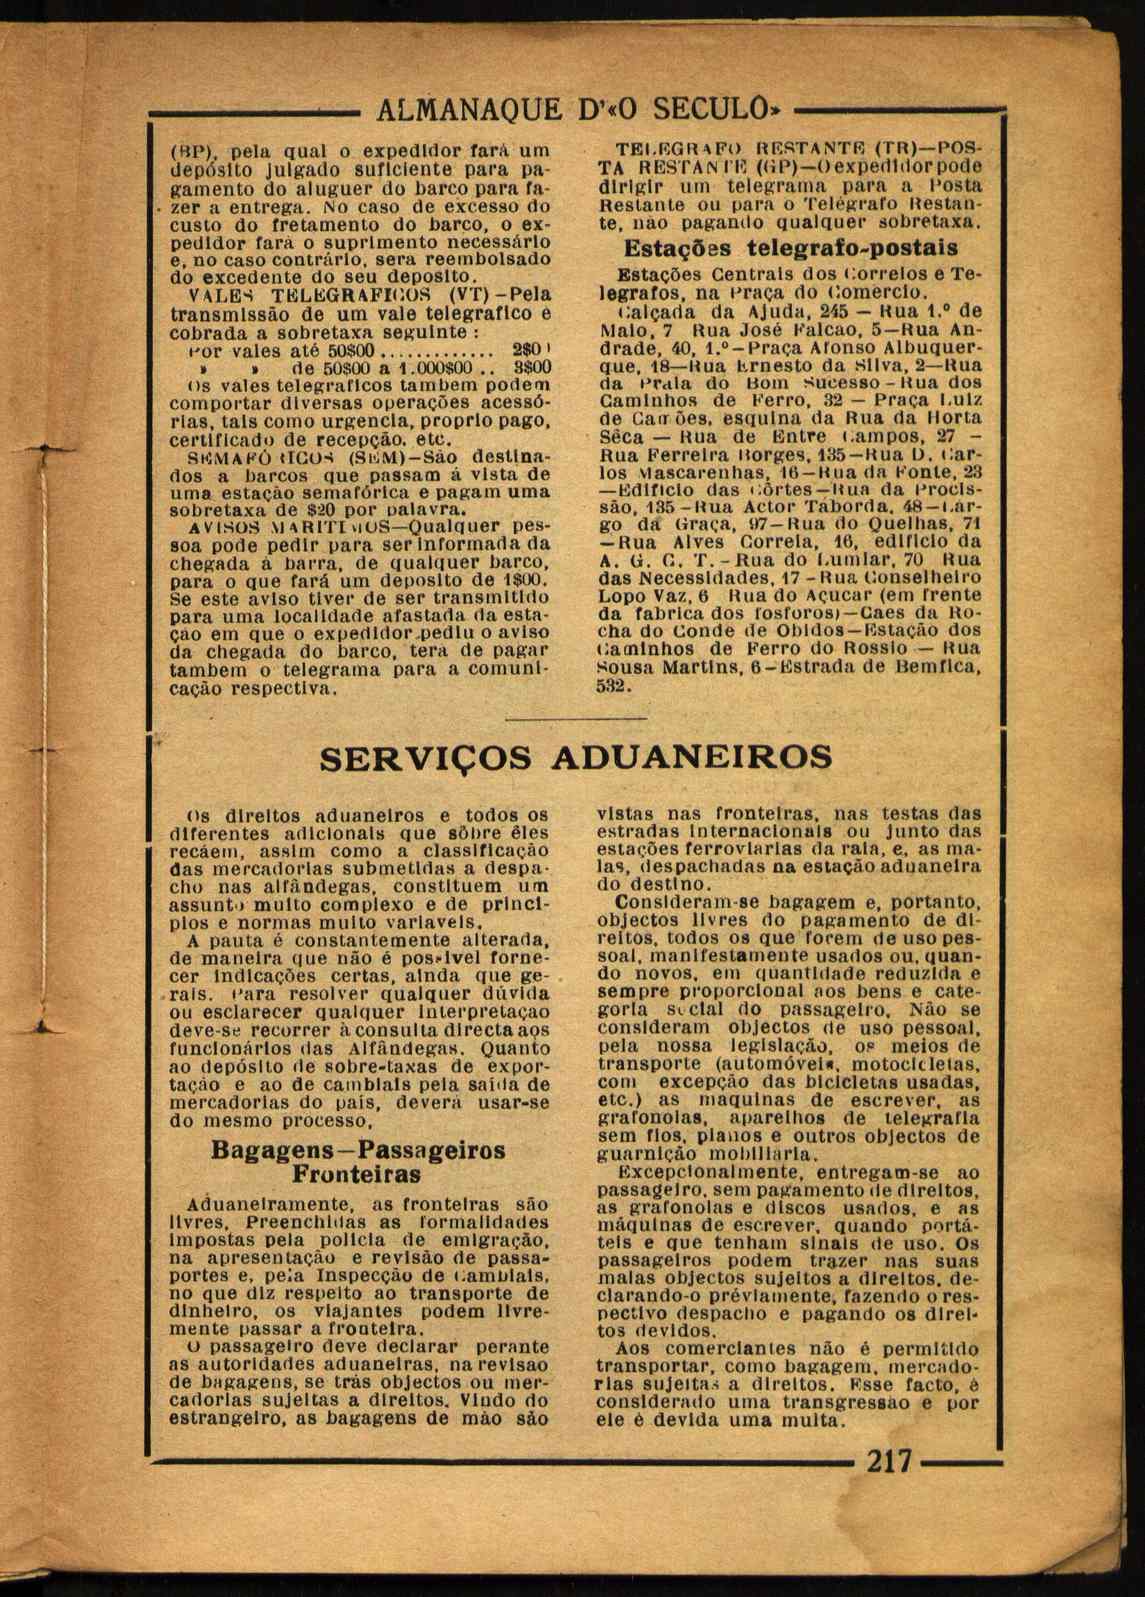 ALMANAQUE D'«O SECULO»
(BP), pela qual o expedidor fará um
depósito julgado suficiente para pa-
gamento do aluguer do barco para fa-
zer a entrega. No caso de excesso do
custo do fretamento do barco, o ex-
pedidor fará o suprimento necessário
e, no caso contrário, sera reembolsado
do excedente do seu deposito.
VALES TELEGRAFICOS (VT)-Pela
transmissão de um vale telegrafico é
cobrada a sobretaxa seguinte :
Por vales até 50$00 ............. 2$0
» » de 50$00 a 1.000$00 .. 3$00
Os vales telegraficos tambem podem
comportar diversas operações acessó-
rias, tais como urgencia, proprio pago,
certificado de recepção, etc.
SEMAFÓRICOS (SEM)—São destina-
dos a barcos que passam á vista de
uma estação semafórica e pagam uma
sobretaxa de $20 por palavra.
AVISOS MARITIMOS—Qualquer pes-
soa pode pedir para ser informada da
chegada á barra, de qualquer barco,
para o que fará um deposito de 1$00.
Se este aviso tiver de ser transmitido
para uma localidade afastada da esta-
ção em que o expedidor pediu o aviso
da chegada do barco, tera de pagar
tambem o telegrama para a comuni-
cação respectiva.
TELEGRAFO RESTANTE (TR)—POS-
TA RESTANTE (GP)—O expedidor pode
dirigir um telegrama para a Posta
Restante ou para o Telégrafo Restan-
te, não pagando qualquer sobretaxa.
Estações telegrafo-postais
Estações Centrais dos Correios e Te-
legrafos, na Praça do Comercio.
Calçada da Ajuda, 245 — Rua 1.º de
Maio, 7 Rua José Falcao, 5—Rua An-
drade, 40, 1.º—Praça Afonso Albuquer-
que, 18—Rua Ernesto da Silva, 2—Rua
da Praia do Bom Sucesso - Rua dos
Caminhos de Ferro, 32 — Praça Luiz
de Camões, esquina da Rua da Horta
Sêca — Rua de Entre Campos, 27 -
Rua Ferreira Borges, 135—Rua D. Car-
los Mascarenhas, 16—Rua da Fonte, 23
—Edificio das Côrtes—Rua da Procis-
são, 135 - Rua Actor Taborda, 48—Lar-
go da Graça, 97—Rua do Quelhas, 71
—Rua Alves Correia, 16, edificio da
A. G. C. T. - Rua do Lumiar, 70 Rua
das Necessidades, 17 - Rua Conselheiro
Lopo Vaz, 6 Rua do Açucar (em frente
da fabrica dos fosforos)—Caes da Ro-
cha do Conde de Obidos—Estação dos
Caminhos de Ferro do Rossio — Rua
Sousa Martins, 6—Estrada de Bemfica,
532.
SERVIÇOS ADUANEIROS
Os direitos aduaneiros e todos os
diferentes adicionais que sôbre êles
recáem, assim como a classificação
das mercadorias submetidas a despa-
cho nas alfândegas, constituem um
assunto muito complexo e de princi-
pios e normas muito variaveis.
A pauta é constantemente alterada,
de maneira que não é possivel forne-
cer indicações certas, ainda que ge-
rais. Para resolver qualquer dúvida
ou esclarecer qualquer interpretaçao
deve-se recorrer à consulta directa aos
funcionários das Alfândegas. Quanto
ao depósito de sobre-taxas de expor-
tação e ao de cambiais pela saída de
mercadorias do país, deverá usar-se
do mesmo processo,
Bagagens—Passageiros
Fronteiras
Aduaneiramente, as fronteiras são
livres. Preenchidas as formalidades
impostas pela policia de emigração,
na apresentação e revisão de passa-
portes e, pela Inspecção de Cambiais,
no que diz respeito ao transporte de
dinheiro, os viajantes podem livre-
mente passar a fronteira.
O passageiro deve declarar perante
as autoridades aduaneiras, na revisao
de bagagens, se trás objectos ou mer-
cadorias sujeitas a direitos. Vindo do
estrangeiro, as bagagens de mão são
vistas nas fronteiras, nas testas das
estradas internacionais ou junto das
estações ferroviarias da raia, e, as ma-
las, despachadas na estação aduaneira
do destino.
Consideram-se bagagem e, portanto,
objectos livres do pagamento de di-
reitos, todos os que forem de uso pes-
soal, manifestamente usados ou, quan-
do novos, em quantidade reduzida e
sempre proporcional aos bens e cate-
goria social do passageiro. Não se
consideram objectos de uso pessoal,
pela nossa legislação, os meios de
transporte (automóveis, motocicletas,
com excepção das bicicletas usadas,
etc.) as maquinas de escrever, as
grafonolas, aparelhos de telegrafia
sem fios, pianos e outros objectos de
guarnição mobiliária.
Excepcionalmente, entregam-se ao
passageiro, sem pagamento de direitos,
as grafonolas e discos usados, e as
máquinas de escrever, quando portá-
teis e que tenham sinais de uso. Os
passageiros podem trazer nas suas
malas objectos sujeitos a direitos, de-
clarando-o préviamente, fazendo o res-
pectivo despacho e pagando os direi-
tos devidos.
Aos comerciantes não é permitido
transportar, como bagagem, mercado-
rias sujeitas a direitos. Esse facto, é
considerado uma transgressão e por
ele é devida uma multa.
217